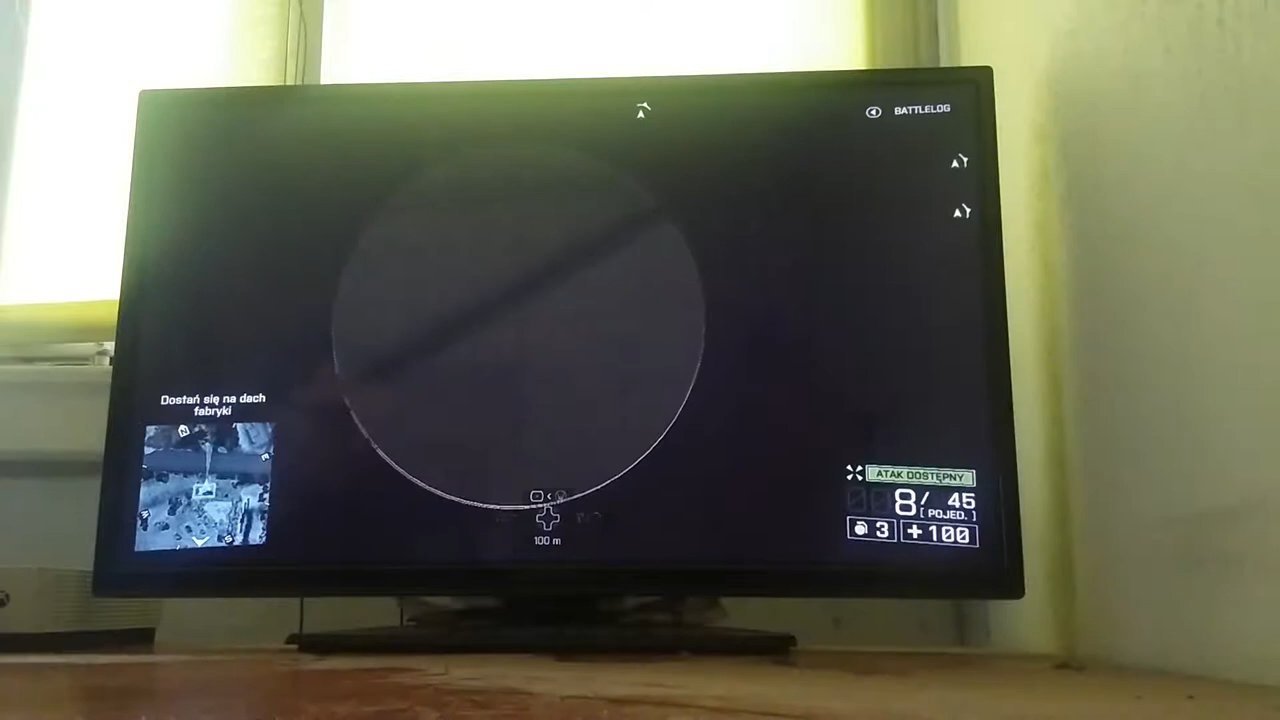 BATTLELOG
Dostań się na dach
fabryki
N
100 m
ATAK DOSTĘPNY
8/ 45
[ POJED. ]
3
+100